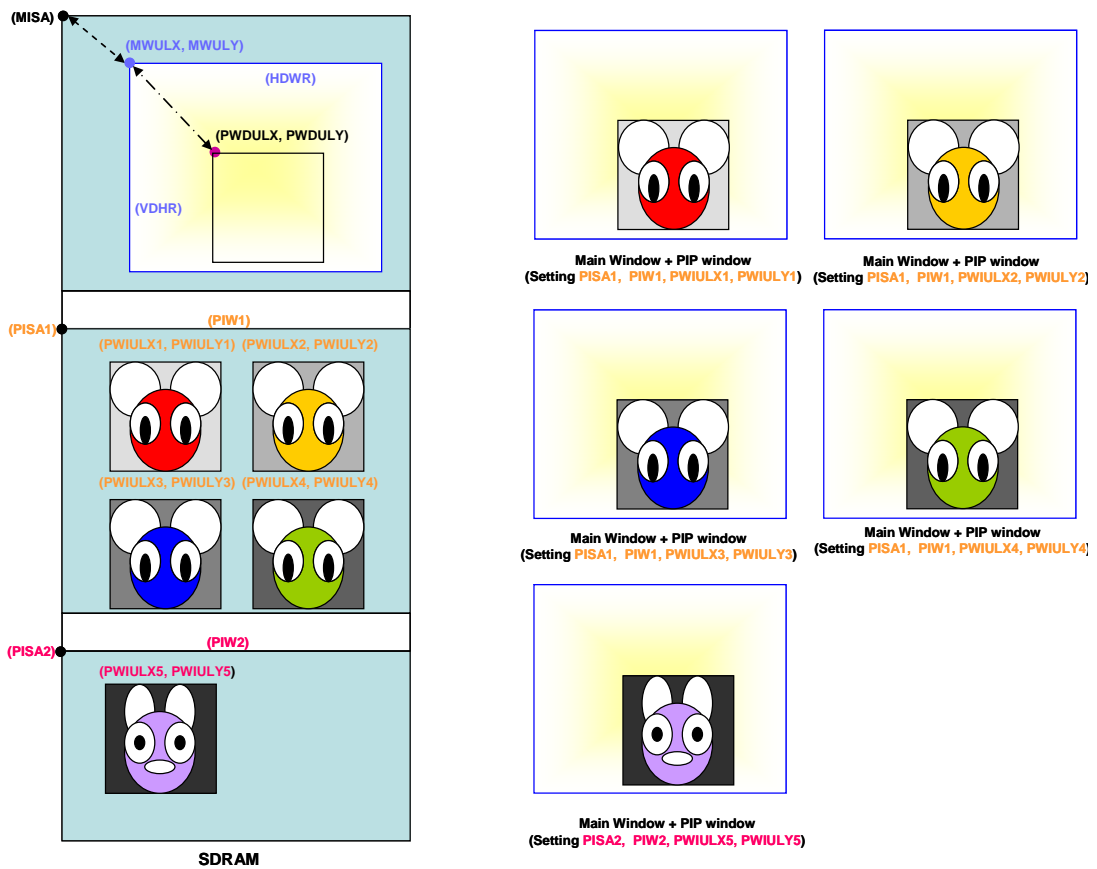 (MISA)
(MWULX, MWULY)
(HDWR)
(PWDULX, PWDULY)
(VDHR)
(PIW1)
(PISA1)
(PWIULX1, PWIULY1) (PWIULX2, PWIULY2)
(PWIULX3, PWIULY3) (PWIULX4, PWIULY4)
(PIW2)
(PISA2)
(PWIULX5, PWIULY5)
SDRAM
Main Window + PIP window
(Setting PISA1, PIW1, PWIULX1, PWIULY1)
Main Window + PIP window
(Setting PISA1, PIW1, PWIULX2, PWIULY2)
Main Window + PIP window
(Setting PISA1, PIW1, PWIULX3, PWIULY3)
Main Window + PIP window
(Setting PISA1, PIW1, PWIULX4, PWIULY4)
Main Window + PIP window
(Setting PISA2, PIW2, PWIULX5, PWIULY5)